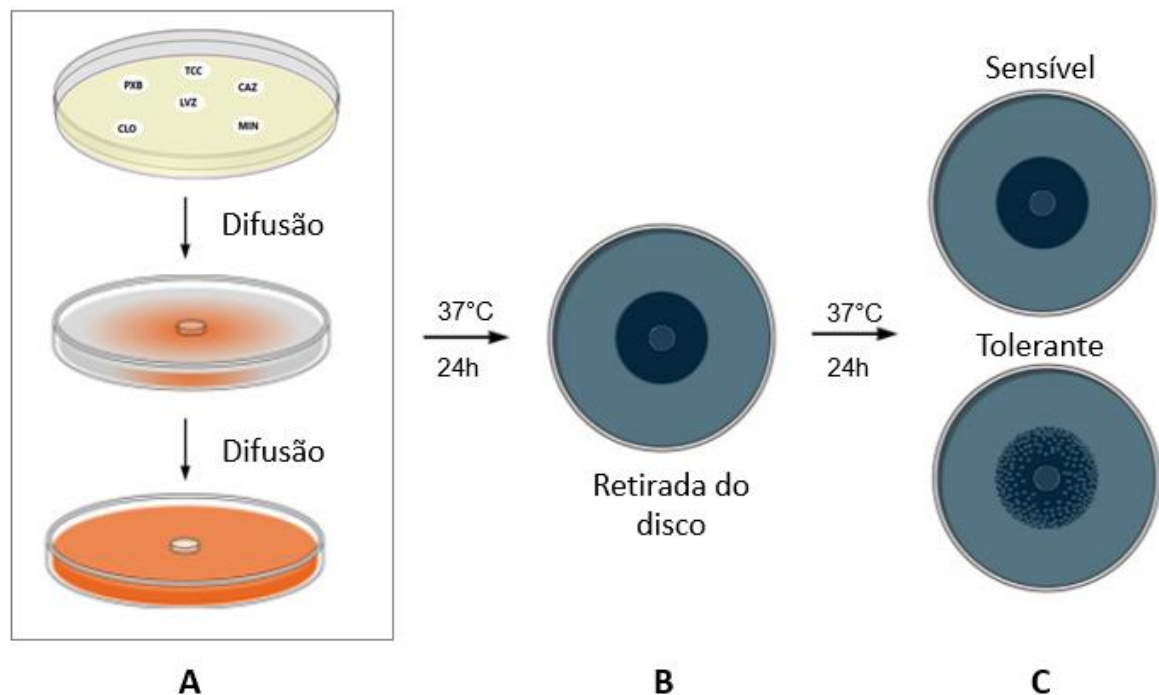 TCC
PXB
CAZ
LVZ
CLO
MIN
Difusão
Difusão
37°C
24h
Retirada do
disco
37°C
24h
Sensível
Tolerante
A
B
C